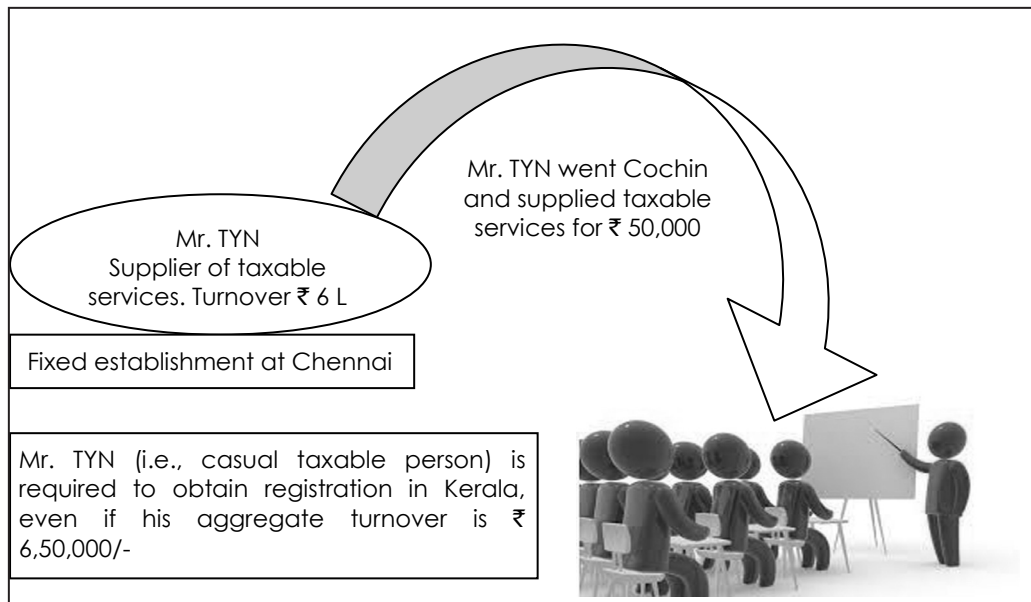 Mr. TYN went Cochin
and supplied taxable
services for ₹ 50,000
Mr. TYN
Supplier of taxable
services. Turnover ₹ 6 L
Fixed establishment at Chennai
Mr. TYN (i.e., casual taxable person) is
required to obtain registration in Kerala,
even if his aggregate turnover is ₹
6,50,000/-